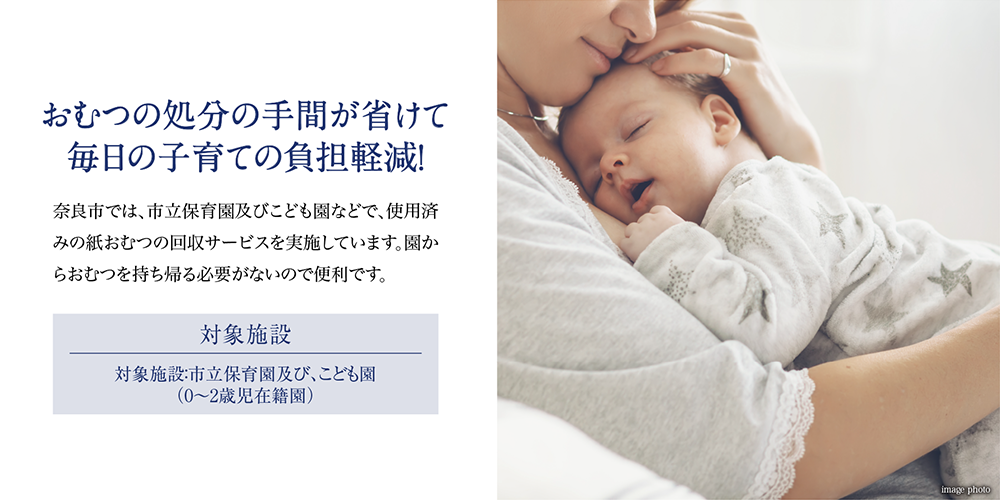 おむつの処分の手間が省けて
毎日の子育ての負担軽減!
奈良市では、市立保育園及びこども園などで、使用済
みの紙おむつの回収サービスを実施しています。園か
らおむつを持ち帰る必要がないので便利です。
対象施設
対象施設：市立保育園及び、こども園
（0〜2歳児在籍園）
image photo